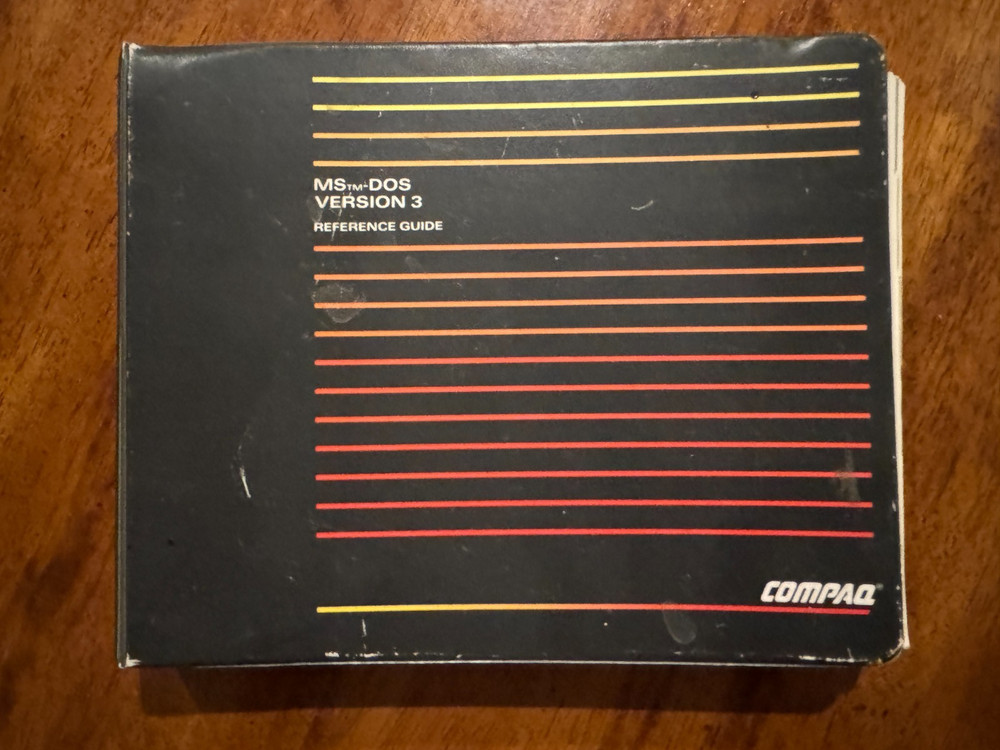 MS™-DOS
VERSION 3
REFERENCE GUIDE
COMPAQ